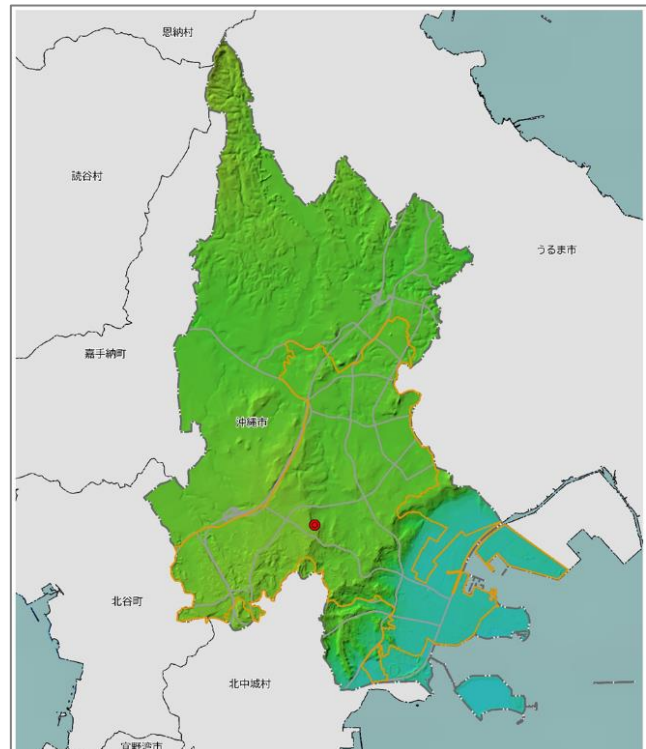 恩納村
読谷村
うるま市
嘉手納町
沖縄市
北谷町
北中城村
宜野湾市